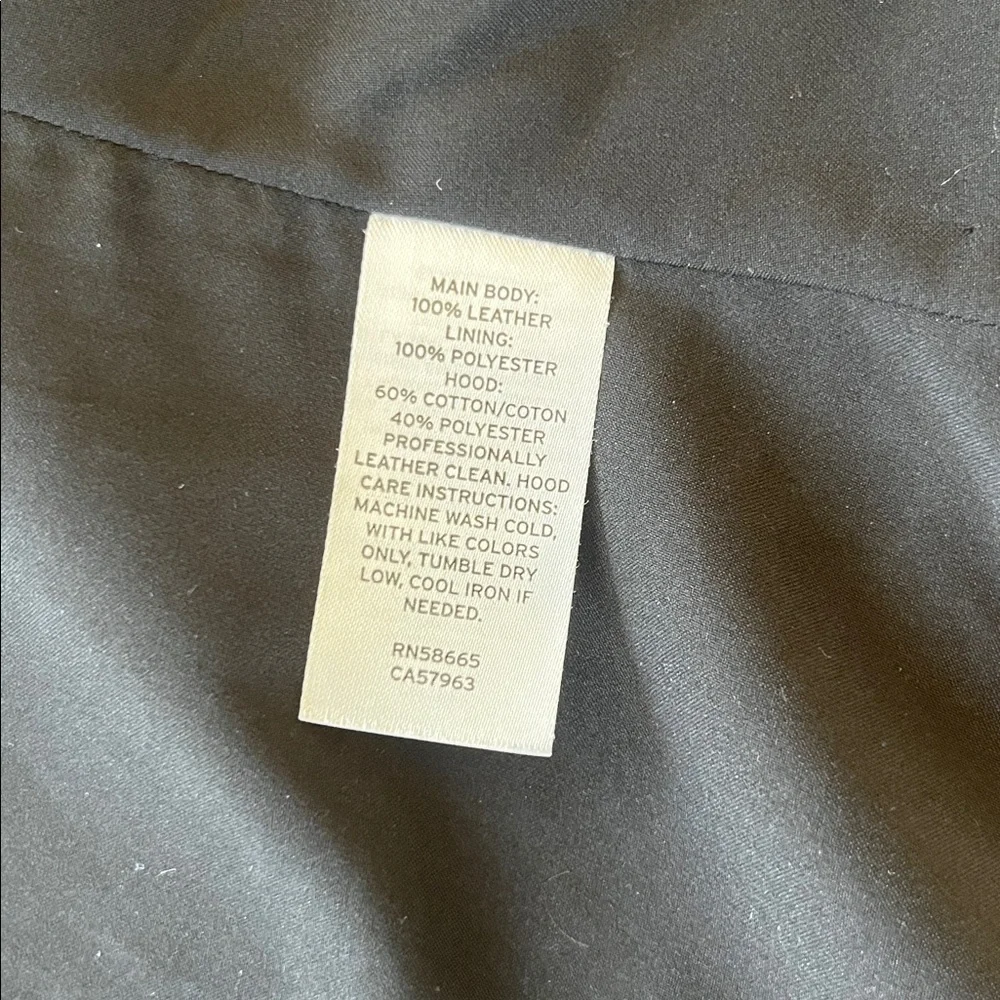 MAIN BODY:
100% LEATHER
LINING:
100% POLYESTER
HOOD:
60% COTTON/COTON
40% POLYESTER
PROFESSIONALLY
LEATHER CLEAN. HOOD
CARE INSTRUCTIONS:
MACHINE WASH COLD,
WITH LIKE COLORS
ONLY, TUMBLE DRY
LOW, COOL IRON IF
NEEDED.
RN58665
CA57963